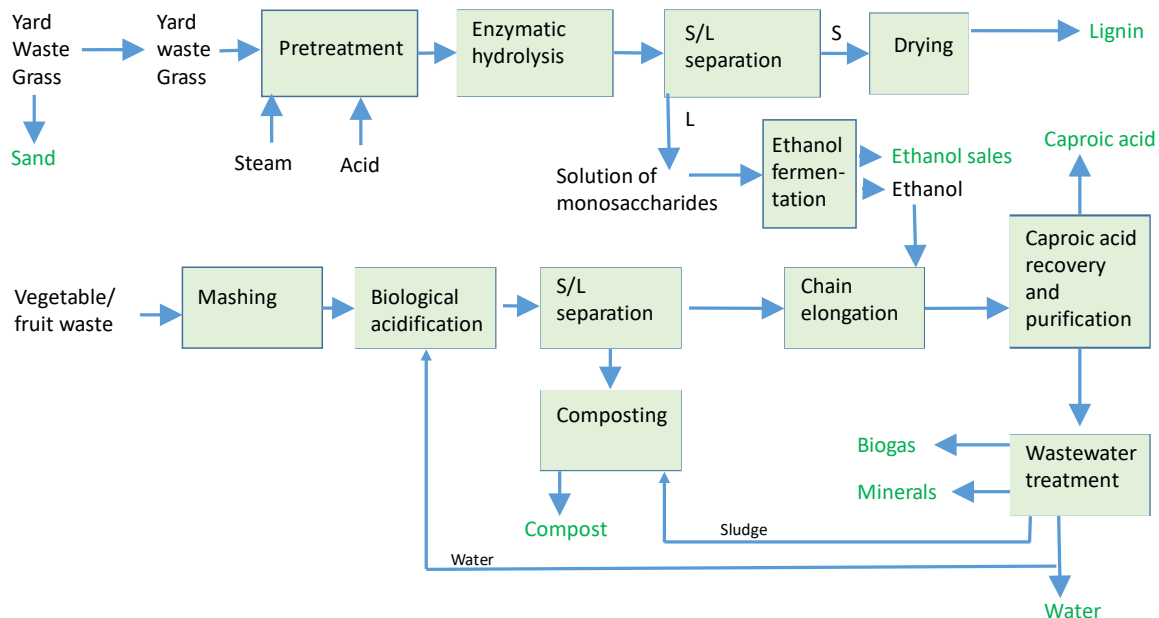 Yard
Waste
Grass
Yard
waste
Grass
Pretreatment
Enzymatic
hydrolysis
S/L
separation
S
Drying
Lignin
Sand
Steam
Acid
L
Solution of
monosaccharides
Ethanol
fermen-
tation
Ethanol sales
Ethanol
Caproic acid
Vegetable/
fruit waste
Mashing
Biological
acidification
S/L
separation
Chain
elongation
Caproic acid
recovery
and
purification
Composting
Compost
Biogas
Minerals
Wastewater
treatment
Sludge
Water
Water